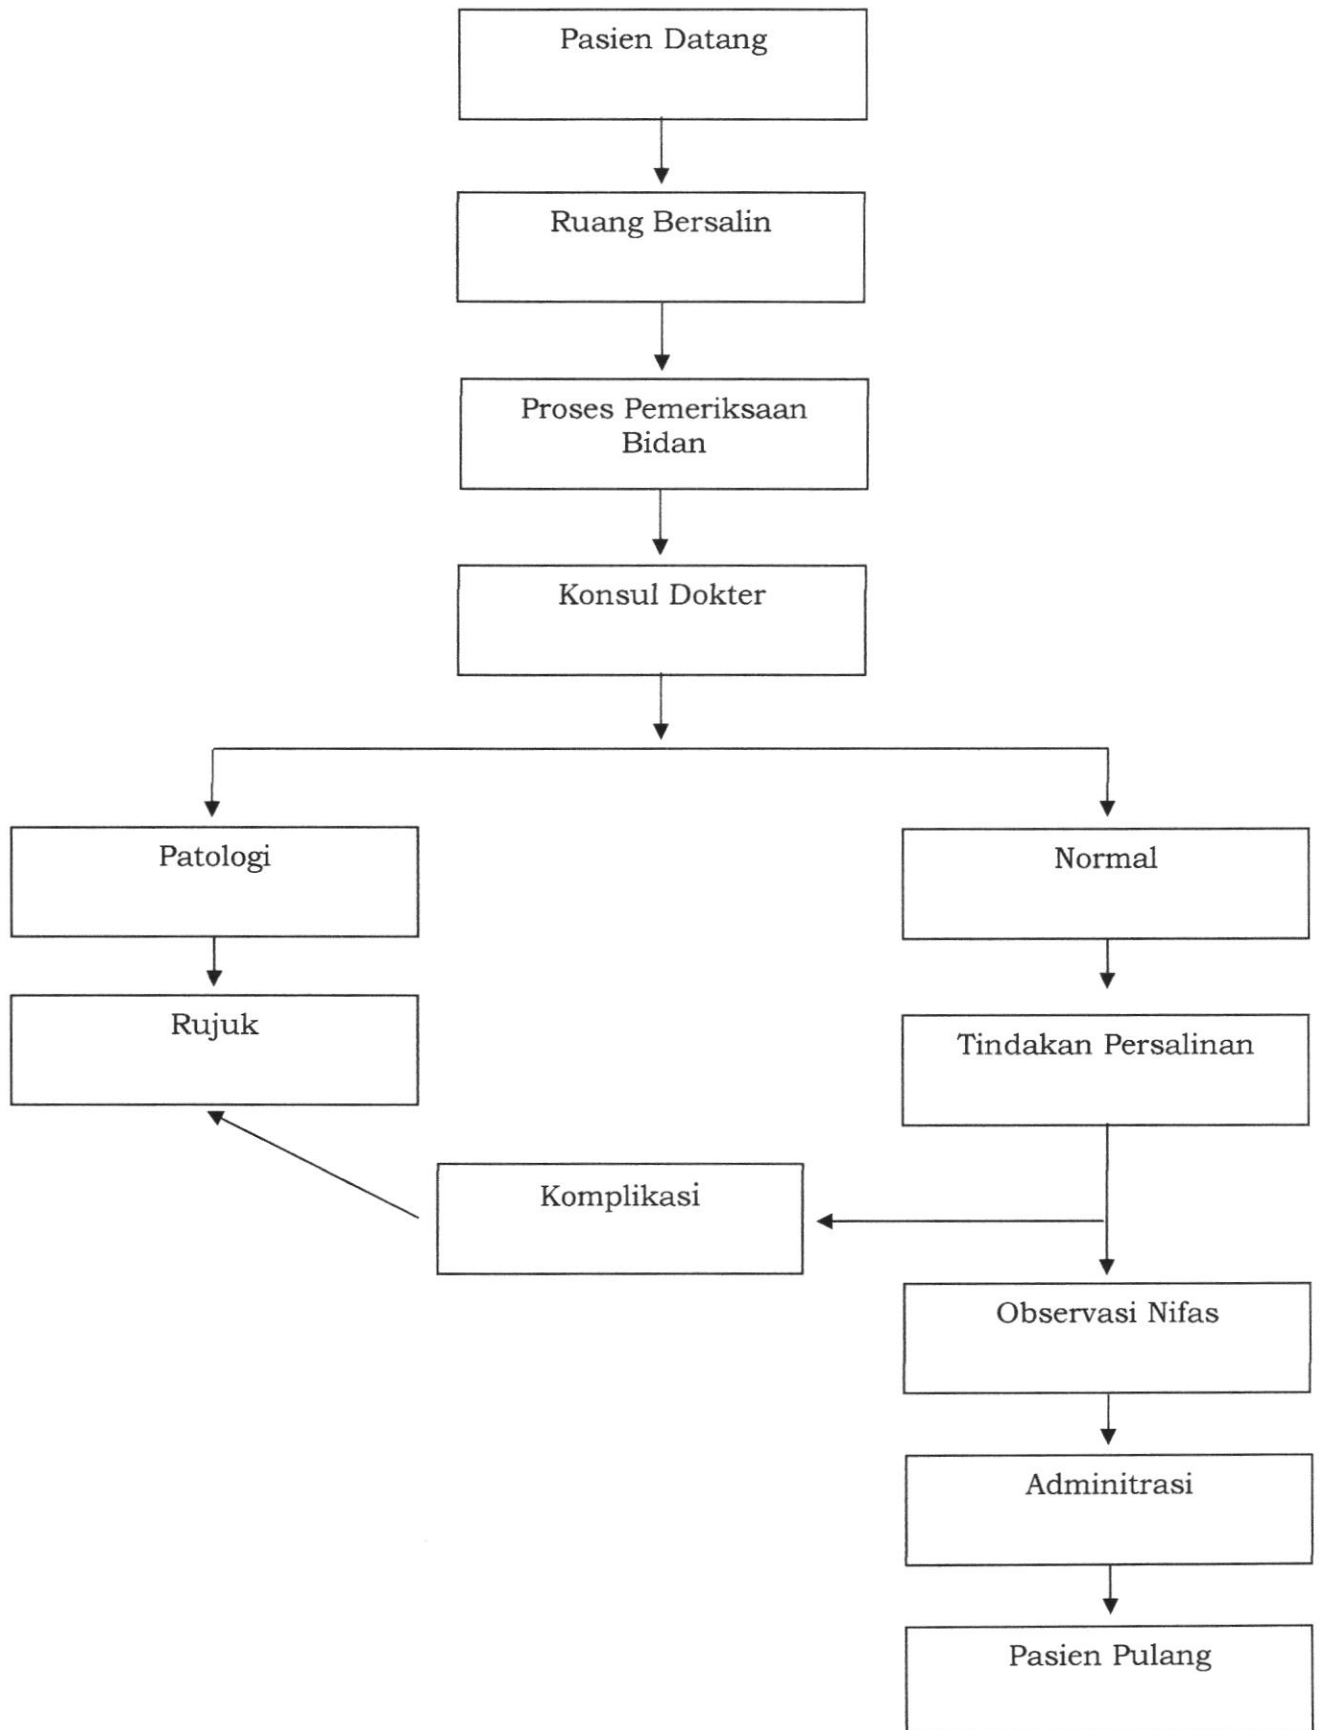 Pasien Datang
Ruang Bersalin
Proses Pemeriksaan
Bidan
Konsul Dokter
Patologi
Normal
Rujuk
Tindakan Persalinan
Komplikasi
Observasi Nifas
Adminitrasi
Pasien Pulang